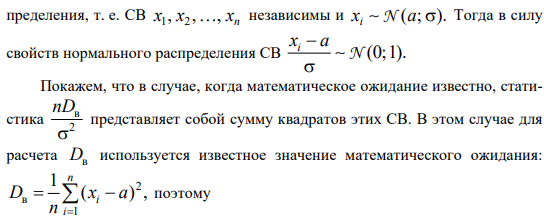 пределения, т. е. СВ x₁, x₂, ..., xₙ независимы и xᵢ ~ 𝒩(a; σ). Тогда в силу
свойств нормального распределения СВ (xᵢ − a)/σ ~ 𝒩(0;1).
Покажем, что в случае, когда математическое ожидание известно, стати-
стика nDв/σ² представляет собой сумму квадратов этих СВ. В этом случае для
расчета Dв используется известное значение математического ожидания:
Dв = 1/n ∑ᵢ₌₁ⁿ (xᵢ − a)², поэтому